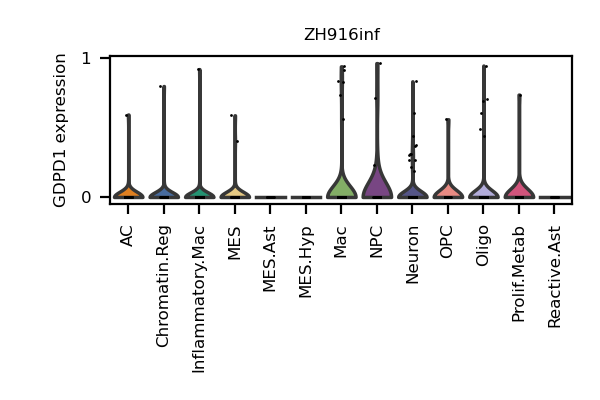 ZH916inf
GDPD1 expression
1
0
AC
Chromatin.Reg
Inflammatory.Mac
MES
MES.Ast
MES.Hyp
Mac
NPC
Neuron
OPC
Oligo
Prolif.Metab
Reactive.Ast